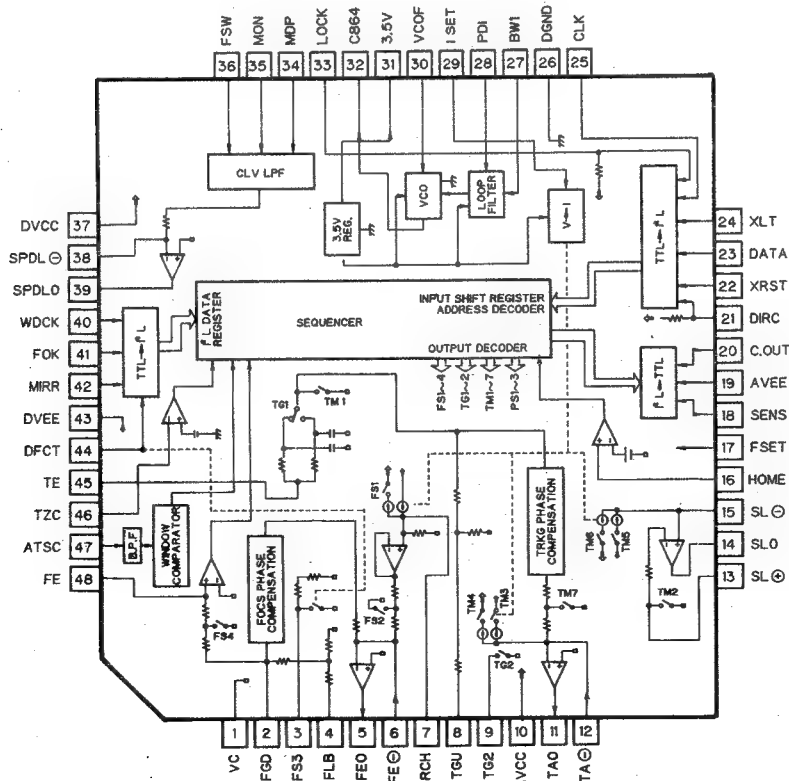 FSW MON MDP LOCK C864 3.5V VCOF I SET PDI BW1 DGND CLK
36 35 34 33 32 31 30 29 28 27 26 25
CLV LPF
3.5V REG.
VCO
LOOP FILTER
V↔I
DVCC 37
SPDL⊖ 38
SPDLO 39
WDCK 40
FOK 41
MIRR 42
DVEE 43
DFCT 44
TE 45
TZC 46
ATSC 47
FE 48
24 XLT
23 DATA
22 XRST
21 DIRC
20 C.OUT
19 AVEE
18 SENS
17 FSET
16 HOME
15 SL⊖
14 SLO
13 SL⊕
TTL↔I²L
TTL↔I²L
I²L↔TTL
I²L DATA REGISTER
SEQUENCER
INPUT SHIFT REGISTER
ADDRESS DECODER
OUTPUT DECODER
FS1~4 TG1~2 TM1~7 PS1~3
TG1
TM1
B.P.F
WINDOW COMPARATOR
FOCS PHASE COMPENSATION
TRKG PHASE COMPENSATION
FS1
FS2
FS4
TM6
TM5
TM2
TM7
TM4
TM3
TG2
1 2 3 4 5 6 7 8 9 10 11 12
VC FGD FS3 FLB FEO FE⊖ RCH TGU TG2 AVCC TAO TA⊖